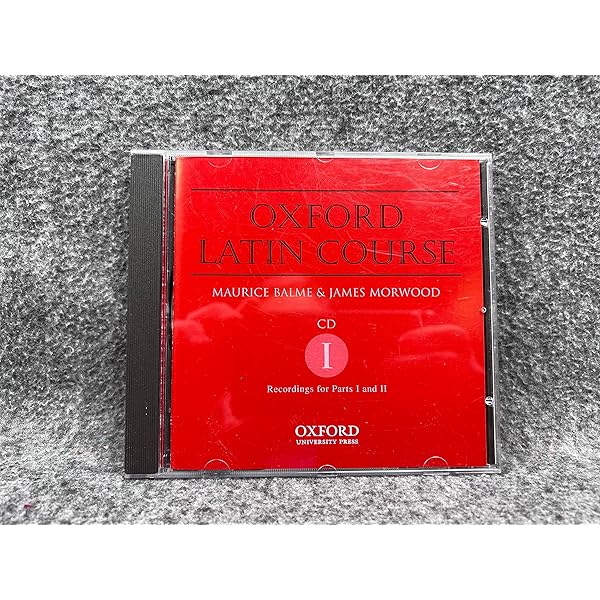 OXFORD
LATIN COURSE
MAURICE BALME & JAMES MORWOOD
CD
I
Recordings for Parts I and II
OXFORD
UNIVERSITY PRESS